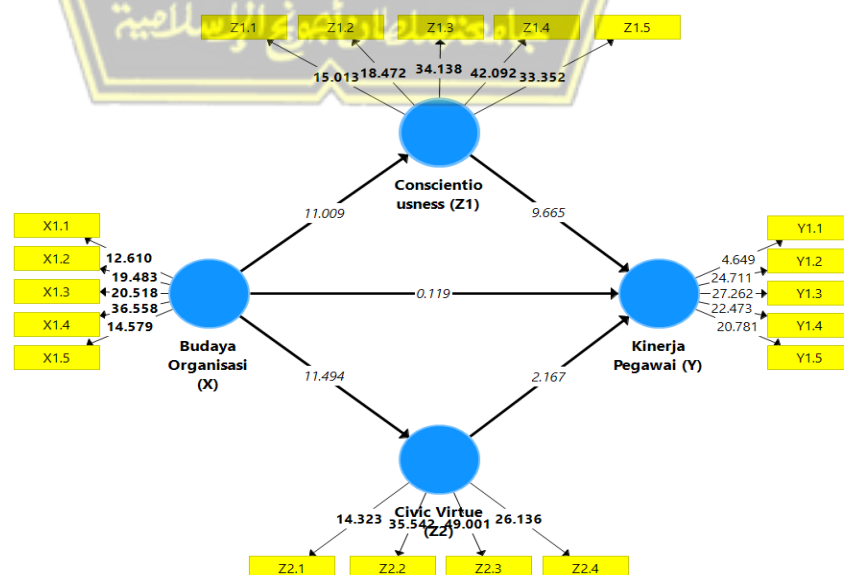 Z1.1 Z1.2 Z1.3 Z1.4 Z1.5
15.013 18.472 34.138 42.092 33.352
Conscientio
usness (Z1)
11.009 9.665
X1.1
X1.2
X1.3
X1.4
X1.5
12.610
19.483
20.518
36.558
14.579
Budaya
Organisasi
(X)
0.119
Y1.1
Y1.2
Y1.3
Y1.4
Y1.5
4.649
24.711
27.262
22.473
20.781
Kinerja
Pegawai (Y)
11.494 2.167
Civic Virtue
(Z2)
14.323 35.542 49.001 26.136
Z2.1 Z2.2 Z2.3 Z2.4